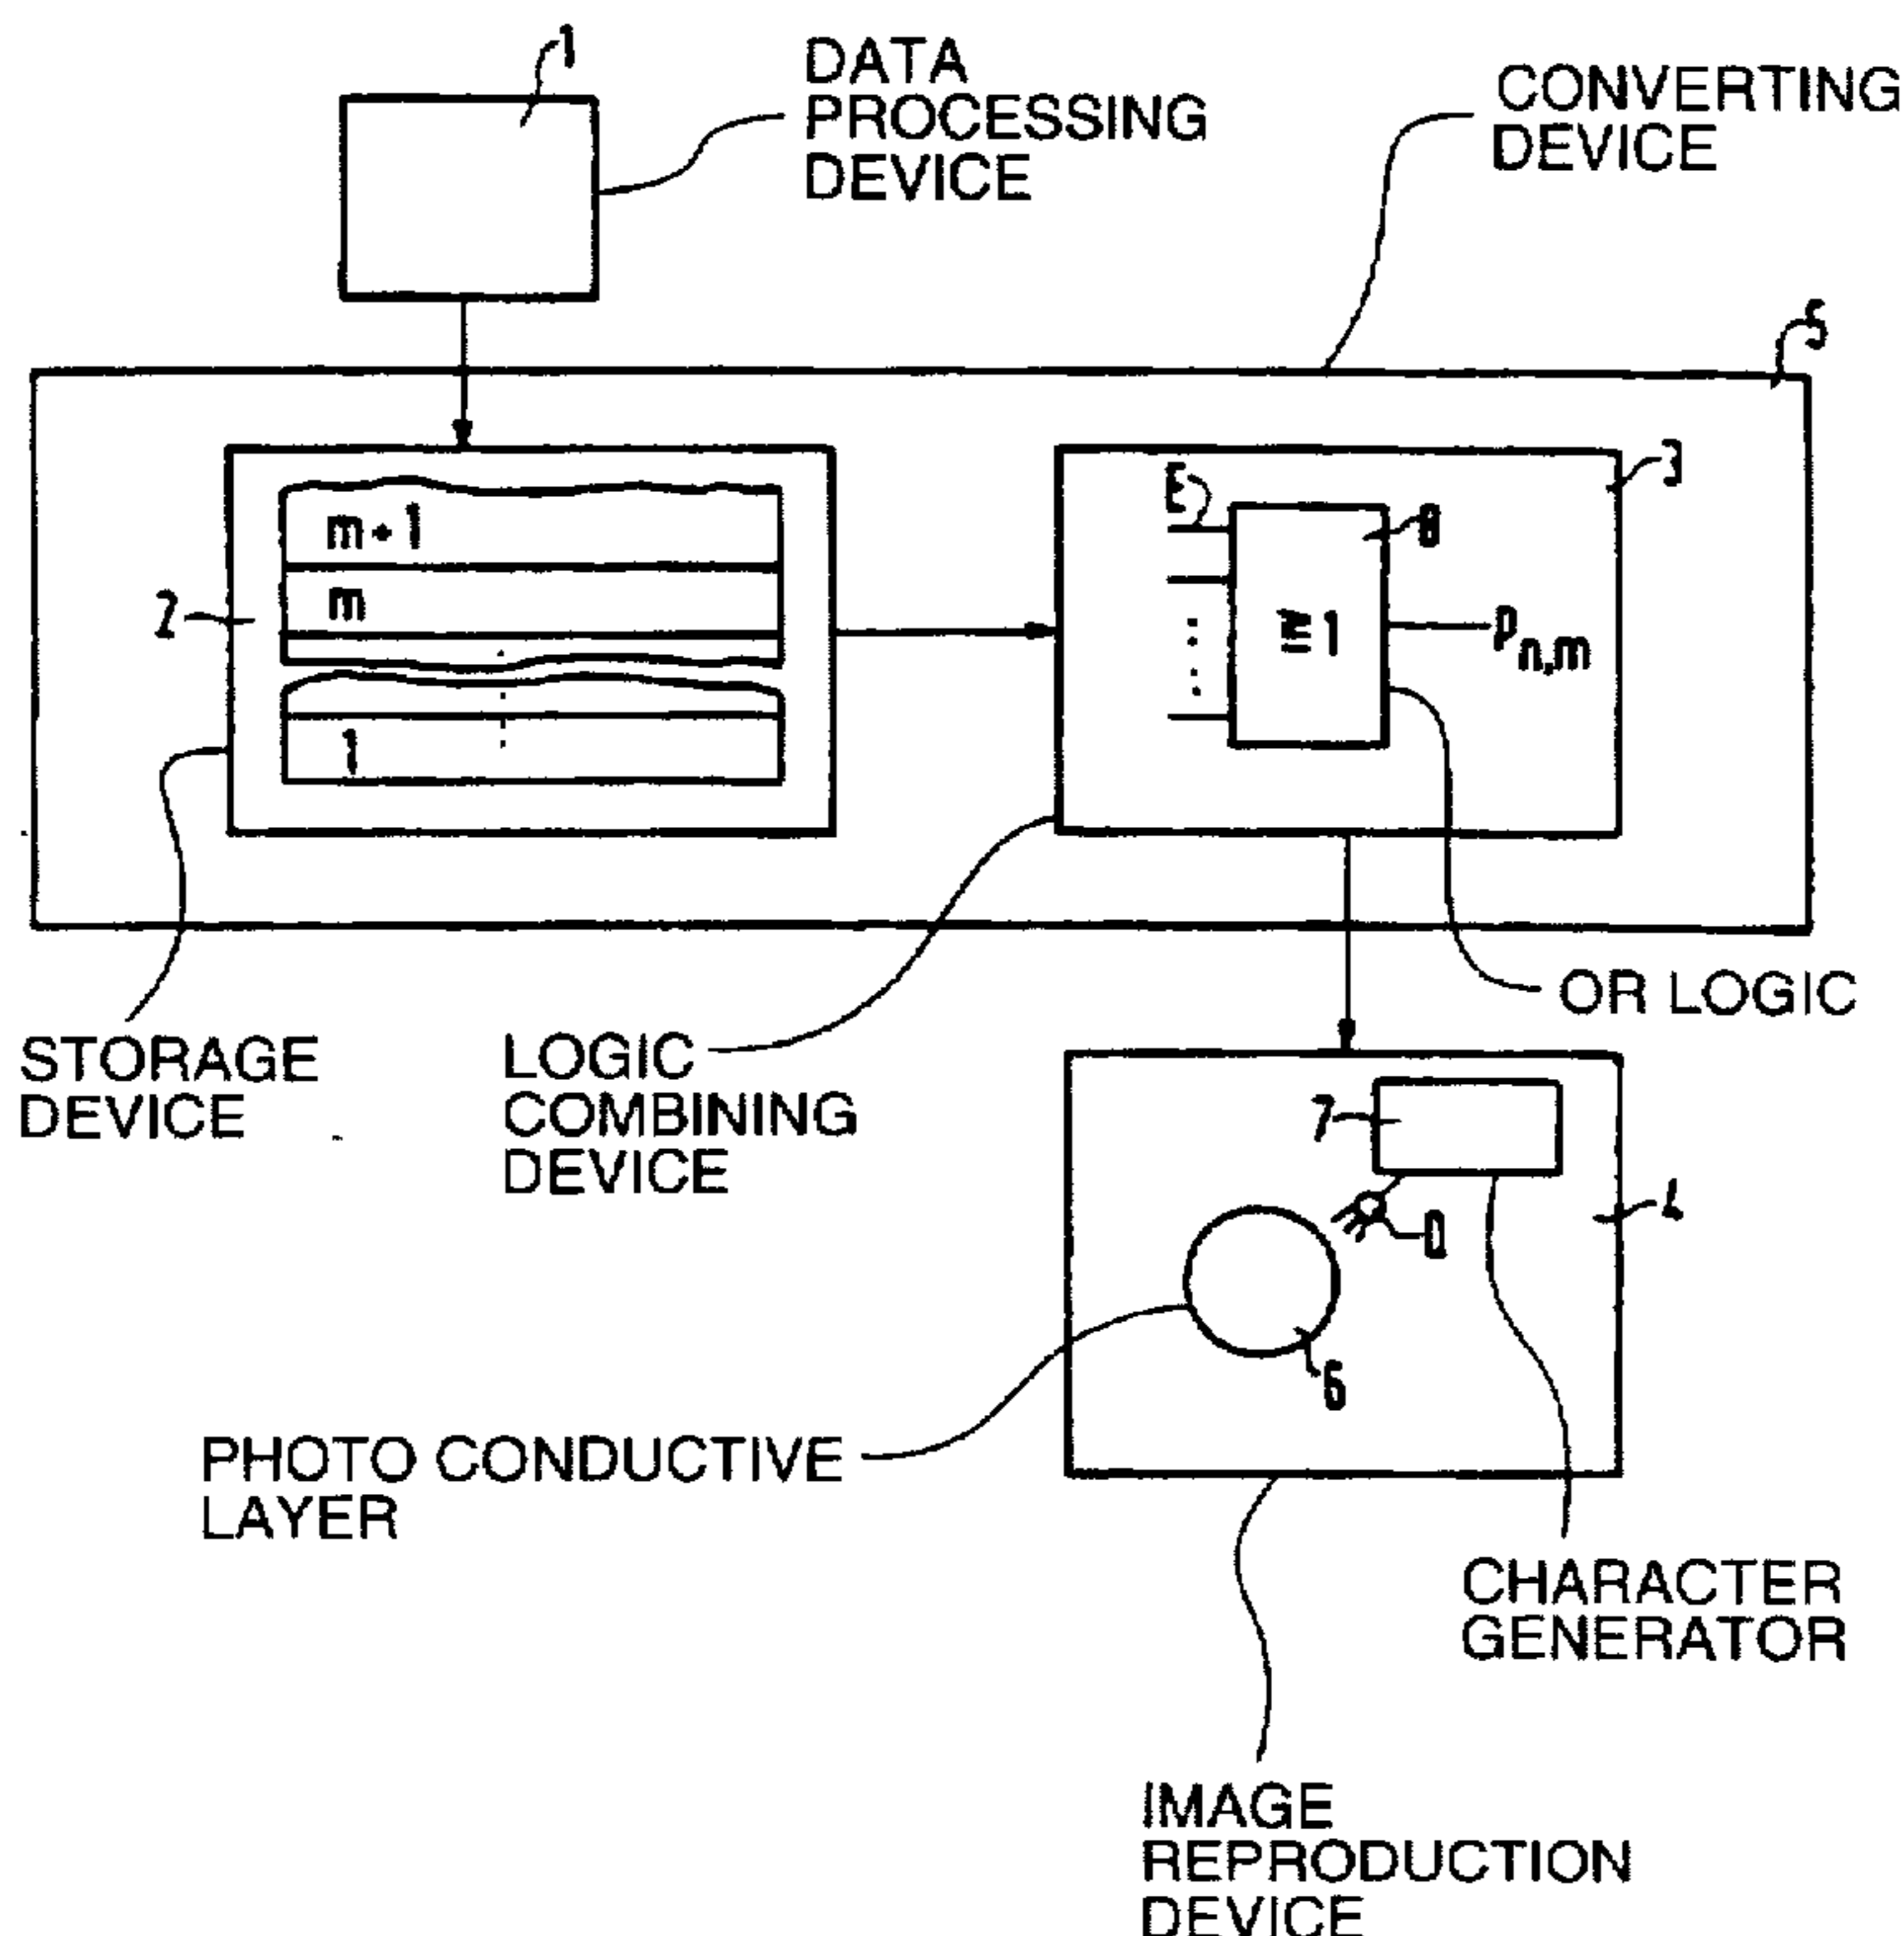 1
DATA
PROCESSING
DEVICE
CONVERTING
DEVICE
5
m+1
m
1
2
E
8
≥1
P n,m
3
STORAGE
DEVICE
LOGIC
COMBINING
DEVICE
OR LOGIC
7
4
6
PHOTO CONDUCTIVE
LAYER
CHARACTER
GENERATOR
IMAGE
REPRODUCTION
DEVICE